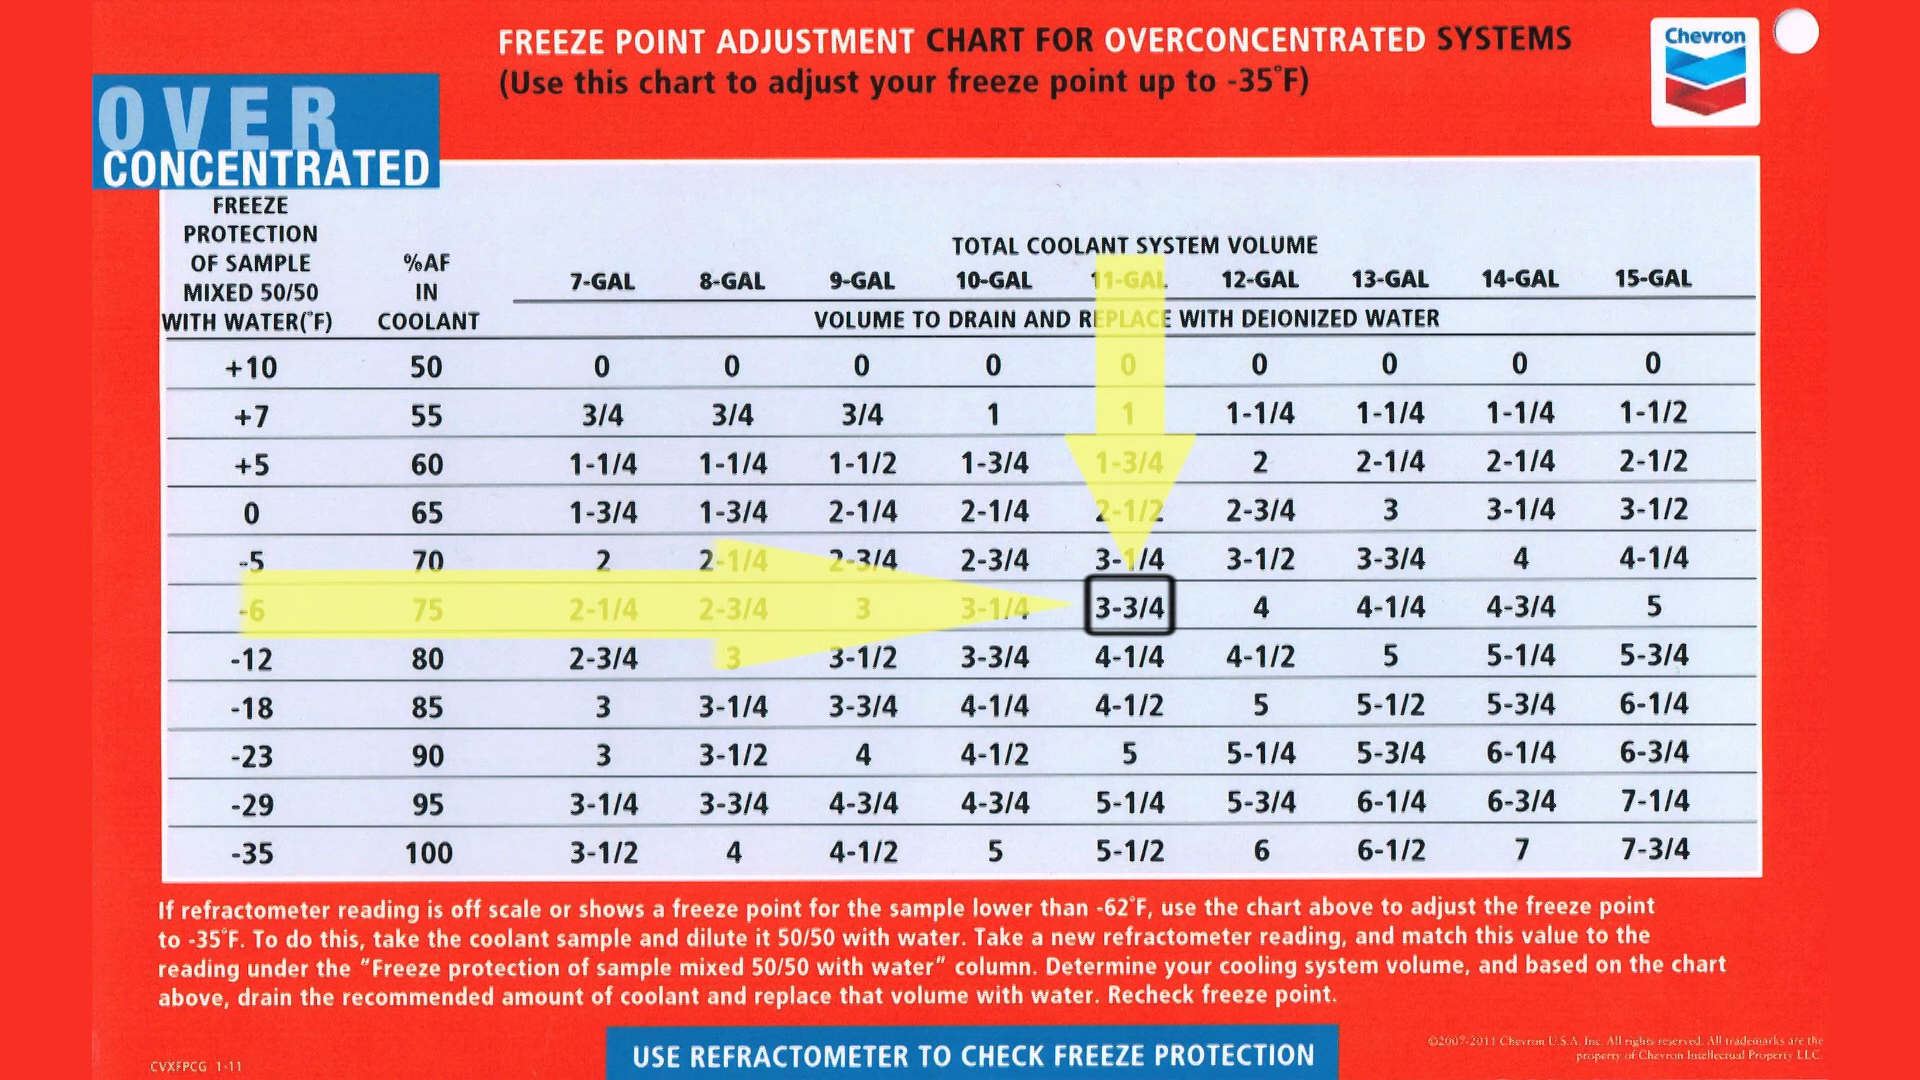 FREEZE POINT ADJUSTMENT CHART FOR OVERCONCENTRATED SYSTEMS
(Use this chart to adjust your freeze point up to -35°F)
Chevron
OVER
CONCENTRATED
FREEZE
PROTECTION
OF SAMPLE
MIXED 50/50
WITH WATER(°F)
%AF
IN
COOLANT
TOTAL COOLANT SYSTEM VOLUME
7-GAL 8-GAL 9-GAL 10-GAL 11-GAL 12-GAL 13-GAL 14-GAL 15-GAL
VOLUME TO DRAIN AND REPLACE WITH DEIONIZED WATER
+10 50 0 0 0 0 0 0 0 0 0
+7 55 3/4 3/4 3/4 1 1 1-1/4 1-1/4 1-1/4 1-1/2
+5 60 1-1/4 1-1/4 1-1/2 1-3/4 1-3/4 2 2-1/4 2-1/4 2-1/2
0 65 1-3/4 1-3/4 2-1/4 2-1/4 2-1/2 2-3/4 3 3-1/4 3-1/2
-5 70 2 2-1/4 2-3/4 2-3/4 3-1/4 3-1/2 3-3/4 4 4-1/4
-6 75 2-1/4 2-3/4 3 3-1/4 3-3/4 4 4-1/4 4-3/4 5
-12 80 2-3/4 3 3-1/2 3-3/4 4-1/4 4-1/2 5 5-1/4 5-3/4
-18 85 3 3-1/4 3-3/4 4-1/4 4-1/2 5 5-1/2 5-3/4 6-1/4
-23 90 3 3-1/2 4 4-1/2 5 5-1/4 5-3/4 6-1/4 6-3/4
-29 95 3-1/4 3-3/4 4-3/4 4-3/4 5-1/4 5-3/4 6-1/4 6-3/4 7-1/4
-35 100 3-1/2 4 4-1/2 5 5-1/2 6 6-1/2 7 7-3/4
If refractometer reading is off scale or shows a freeze point for the sample lower than -62°F, use the chart above to adjust the freeze point
to -35°F. To do this, take the coolant sample and dilute it 50/50 with water. Take a new refractometer reading, and match this value to the
reading under the "Freeze protection of sample mixed 50/50 with water" column. Determine your cooling system volume, and based on the chart
above, drain the recommended amount of coolant and replace that volume with water. Recheck freeze point.
USE REFRACTOMETER TO CHECK FREEZE PROTECTION
CVXFPCG 1-11
©2007-2011 Chevron U.S.A. Inc. All rights reserved. All trademarks are the
property of Chevron Intellectual Property LLC.